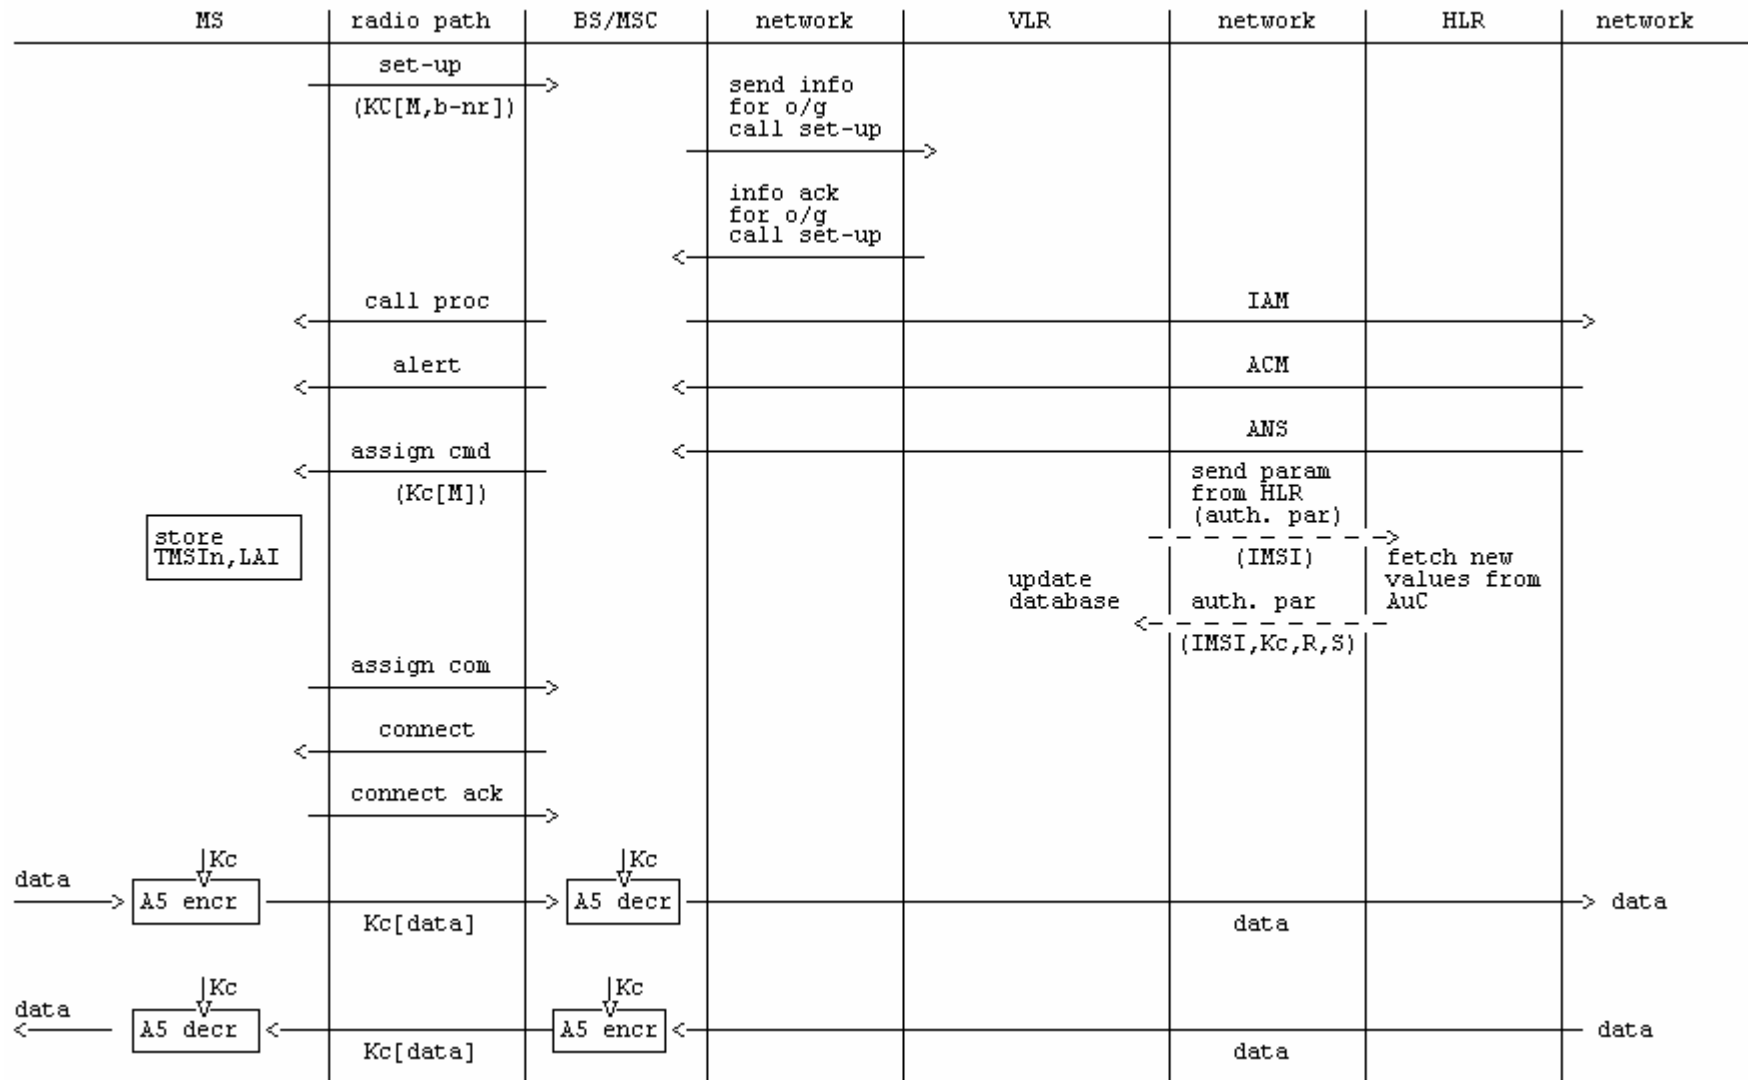 MS radio path BS/MSC network VLR network HLR network
set-up
(KC[M,b-nr])
send info
for o/g
call set-up
info ack
for o/g
call set-up
call proc
IAM
alert
ACM
ANS
assign cmd
(Kc[M])
send param
from HLR
(auth. par)
(IMSI)
store
TMSIn,LAI
fetch new
values from
AuC
update
database
auth. par
(IMSI,Kc,R,S)
assign com
connect
connect ack
Kc
Kc
data
A5 encr
A5 decr
data
Kc[data]
data
Kc
Kc
data
A5 decr
A5 encr
data
Kc[data]
data